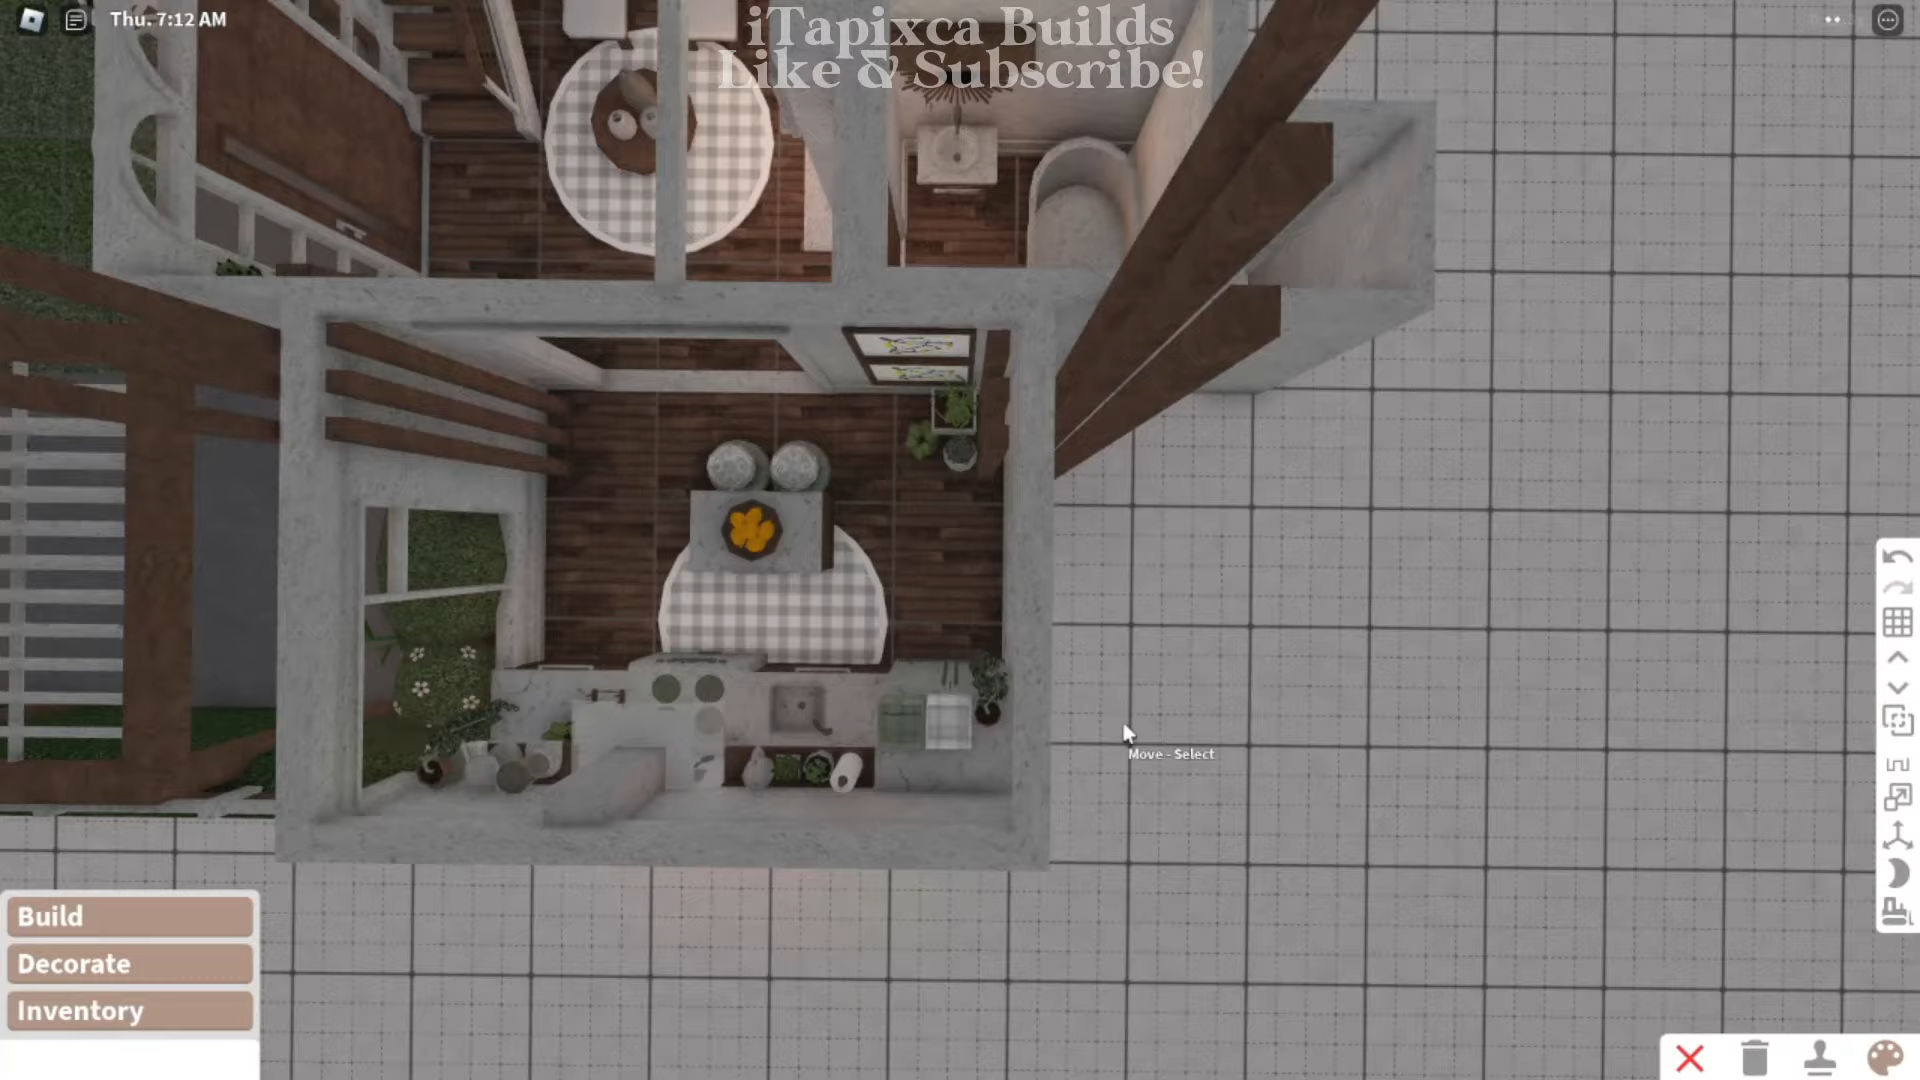 Thu. 7:12 AM
iTapixca Builds
Like & Subscribe!
Move - Select
Build
Decorate
Inventory